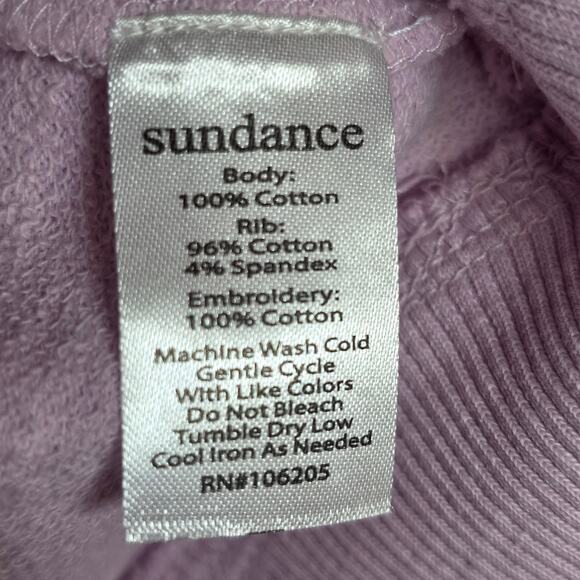 sundance
Body:
100% Cotton
Rib:
96% Cotton
4% Spandex
Embroidery:
100% Cotton
Machine Wash Cold
Gentle Cycle
With Like Colors
Do Not Bleach
Tumble Dry Low
Cool Iron As Needed
RN#106205